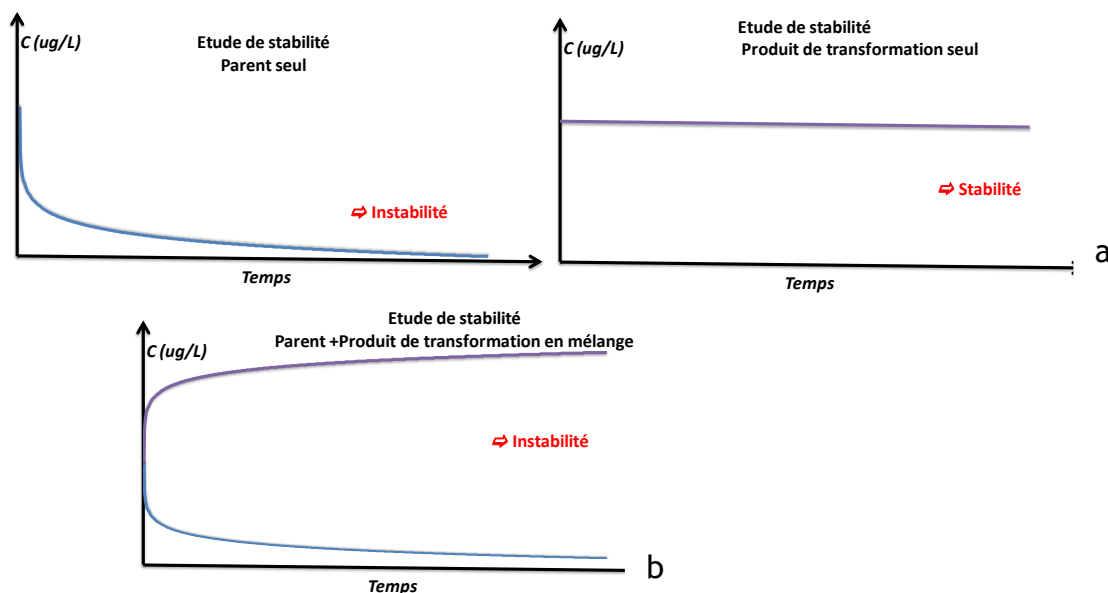 C (ug/L)
Etude de stabilité
Parent seul
⇨ Instabilité
Temps
C (ug/L)
Etude de stabilité
Produit de transformation seul
⇨ Stabilité
Temps
a
C (ug/L)
Etude de stabilité
Parent +Produit de transformation en mélange
⇨ Instabilité
Temps
b